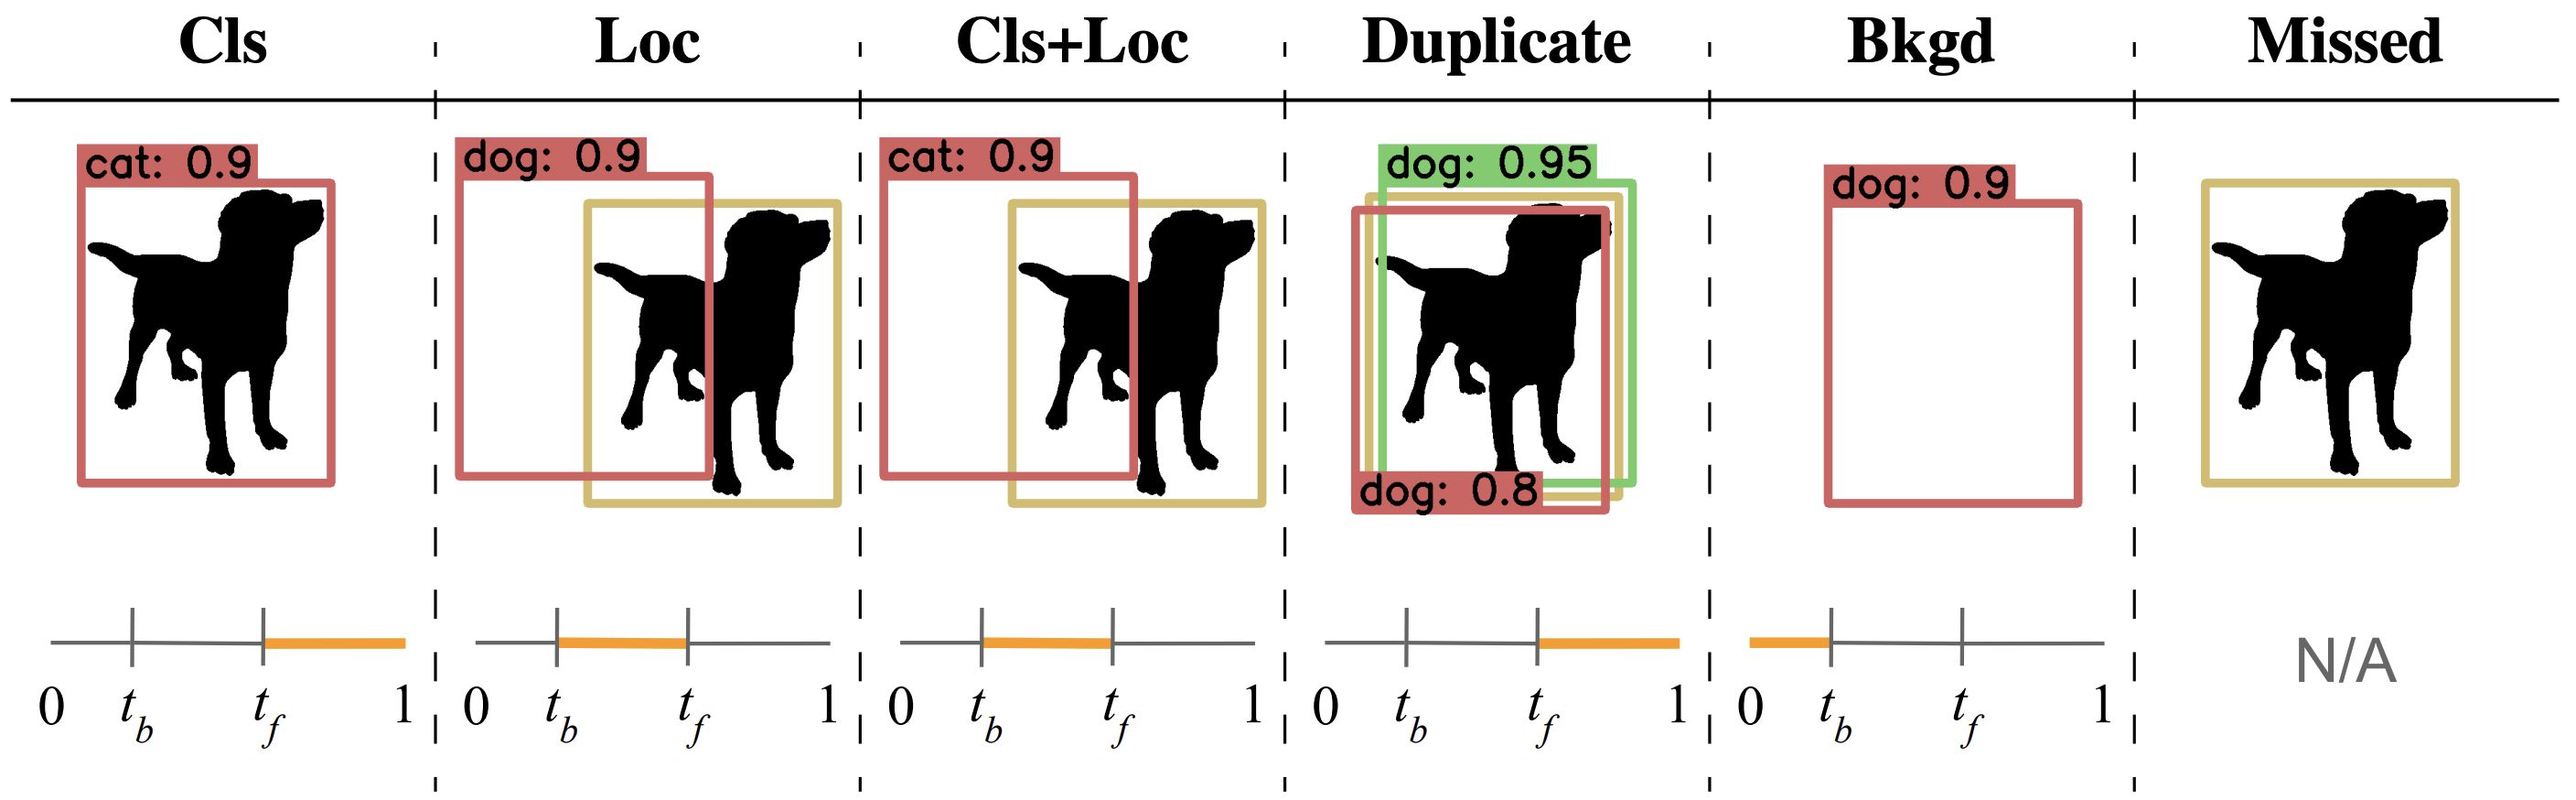 Cls Loc Cls+Loc Duplicate Bkgd Missed
cat: 0.9
dog: 0.9
cat: 0.9
dog: 0.95
dog: 0.8
dog: 0.9
0 t_b t_f 1
0 t_b t_f 1
0 t_b t_f 1
0 t_b t_f 1
0 t_b t_f 1
N/A